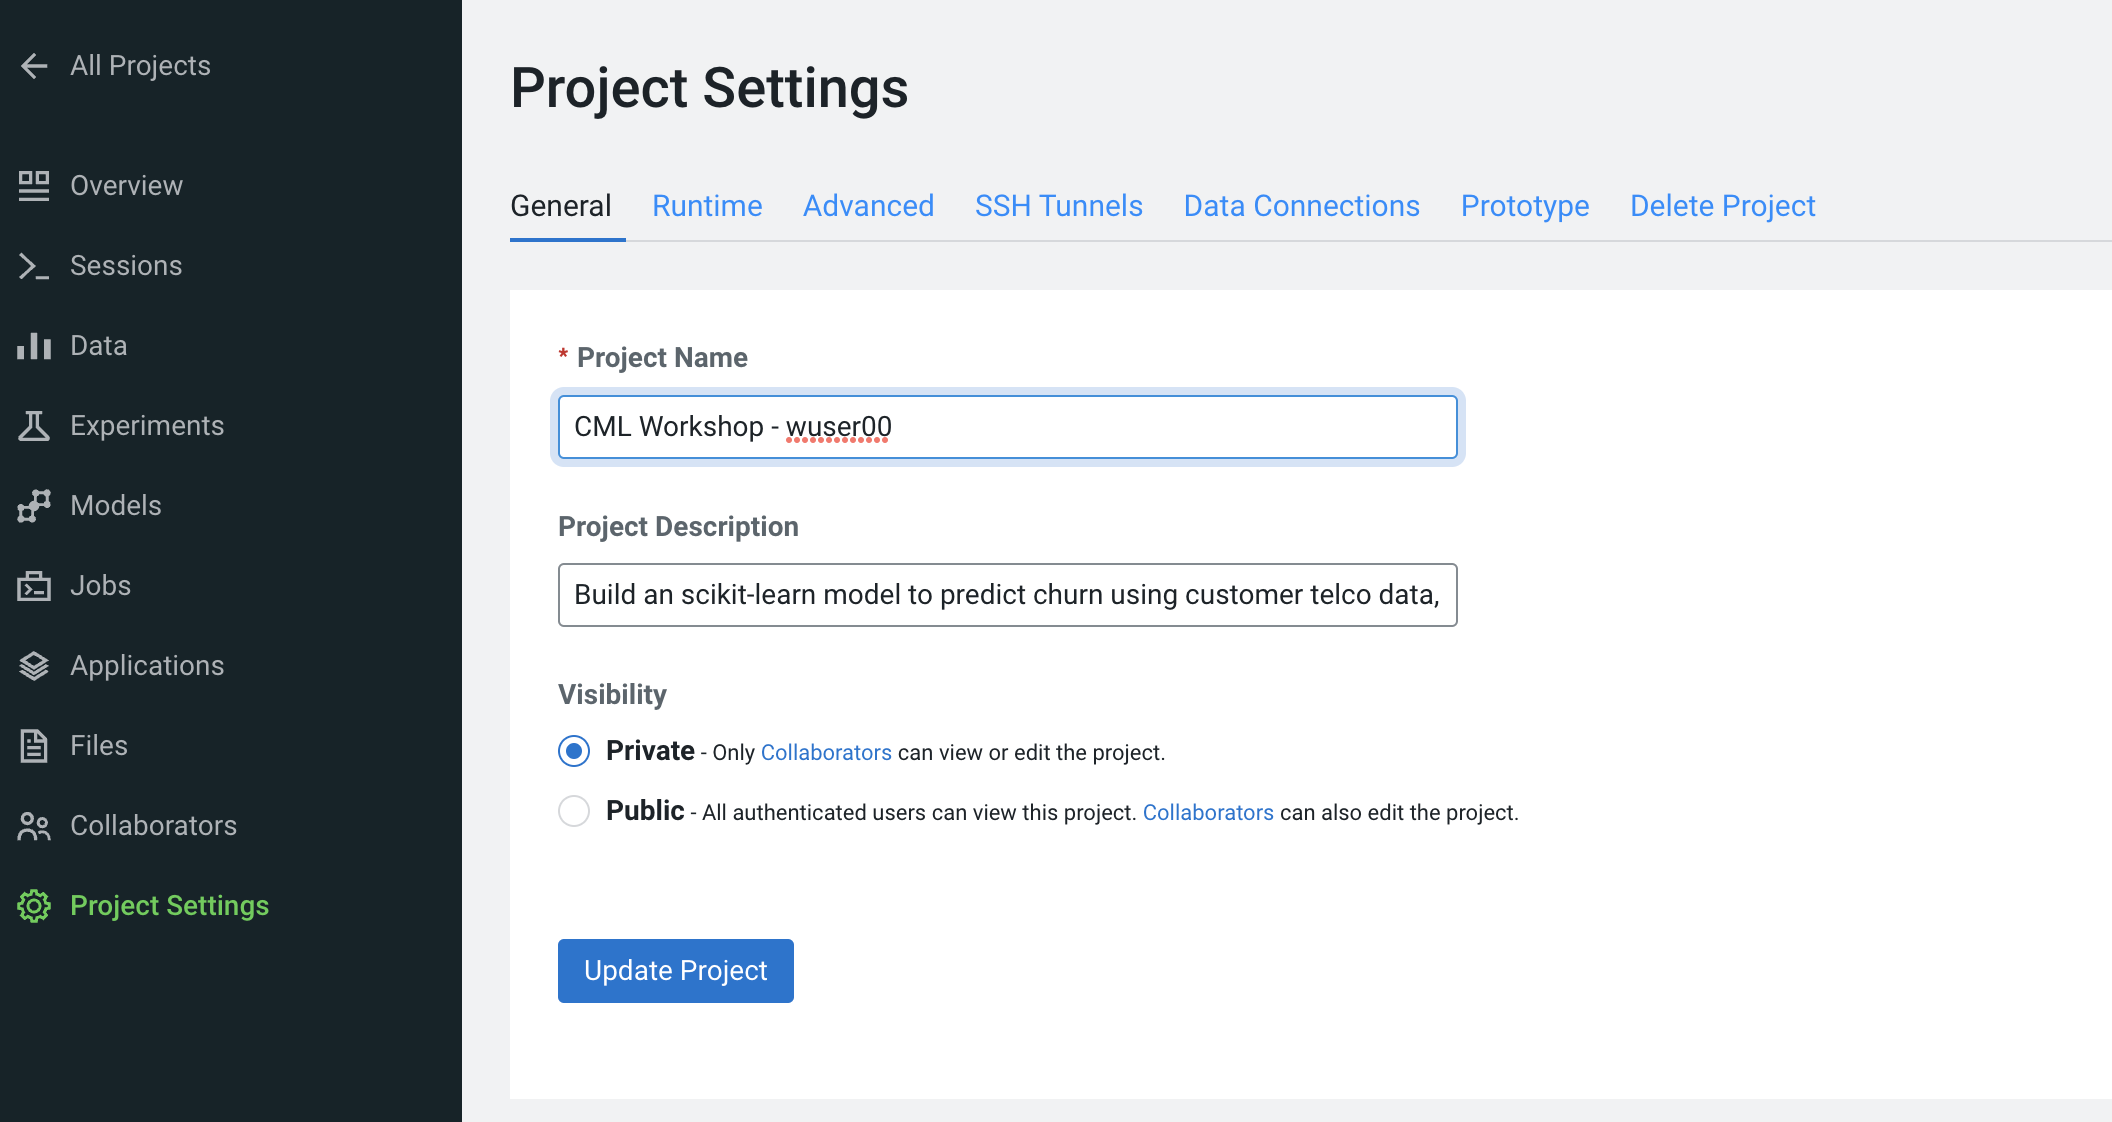 All Projects
Overview
Sessions
Data
Experiments
Models
Jobs
Applications
Files
Collaborators
Project Settings
Project Settings
General Runtime Advanced SSH Tunnels Data Connections Prototype Delete Project
* Project Name
CML Workshop - wuser00
Project Description
Build an scikit-learn model to predict churn using customer telco data,
Visibility
Private - Only Collaborators can view or edit the project.
Public - All authenticated users can view this project. Collaborators can also edit the project.
Update Project